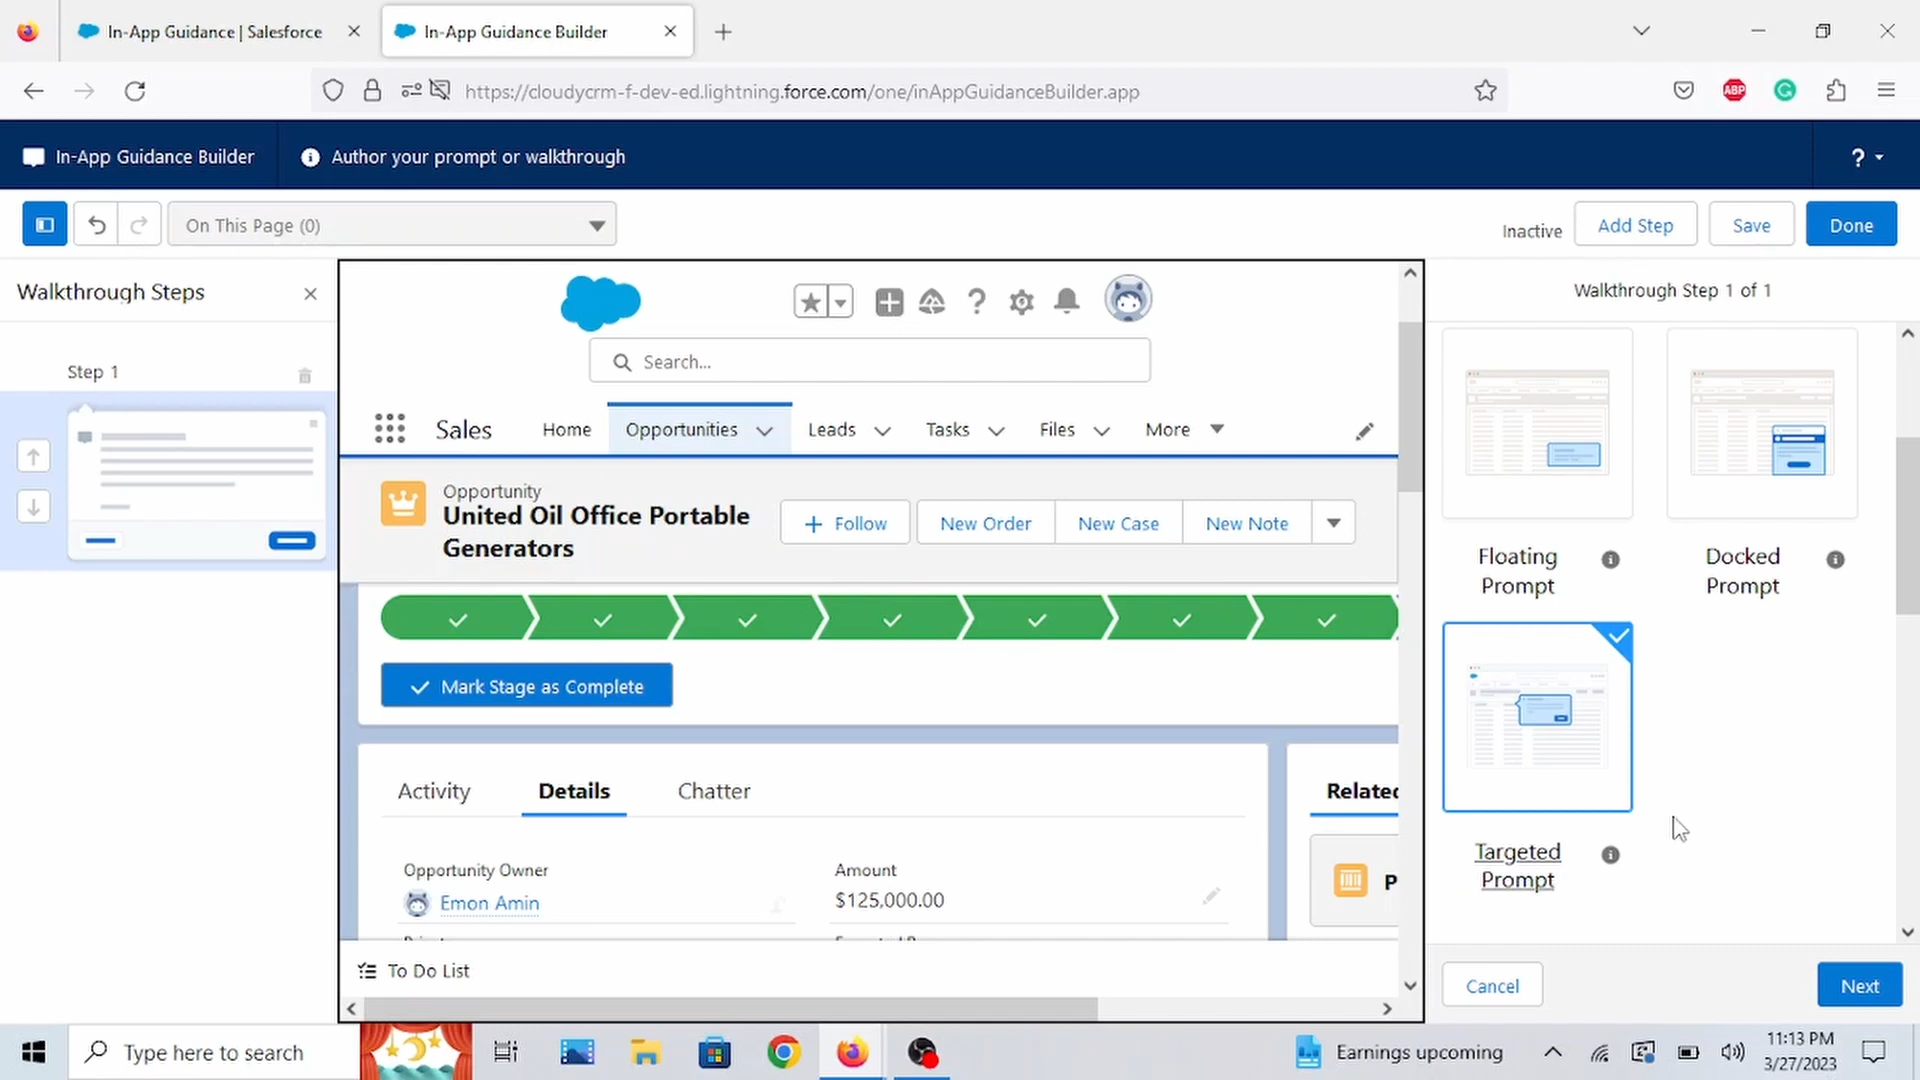 In-App Guidance | Salesforce
In-App Guidance Builder
https://cloudycrm-f-dev-ed.lightning.force.com/one/inAppGuidanceBuilder.app
ABP
In-App Guidance Builder
Author your prompt or walkthrough
?
On This Page (0)
Inactive
Add Step
Save
Done
Walkthrough Steps
Step 1
Search...
Sales
Home
Opportunities
Leads
Tasks
Files
More
Opportunity
United Oil Office Portable
Generators
Follow
New Order
New Case
New Note
Mark Stage as Complete
Activity
Details
Chatter
Related
Opportunity Owner
Emon Amin
Amount
$125,000.00
P
To Do List
Walkthrough Step 1 of 1
Floating
Prompt
Docked
Prompt
Targeted
Prompt
Cancel
Next
Type here to search
Earnings upcoming
11:13 PM
3/27/2023